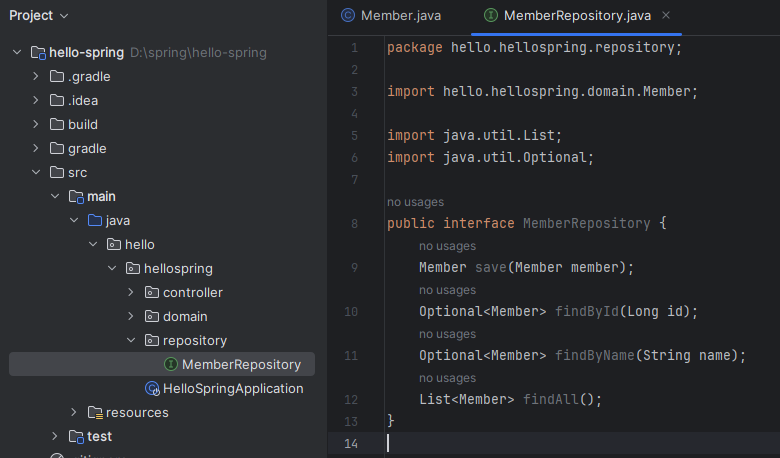 Project
hello-spring D:\spring\hello-spring
.gradle
.idea
build
gradle
src
main
java
hello
hellospring
controller
domain
repository
MemberRepository
HelloSpringApplication
resources
test
Member.java
MemberRepository.java
1 package hello.hellospring.repository;
2
3 import hello.hellospring.domain.Member;
4
5 import java.util.List;
6 import java.util.Optional;
7
no usages
8 public interface MemberRepository {
no usages
9 Member save(Member member);
no usages
10 Optional<Member> findById(Long id);
no usages
11 Optional<Member> findByName(String name);
no usages
12 List<Member> findAll();
13 }
14